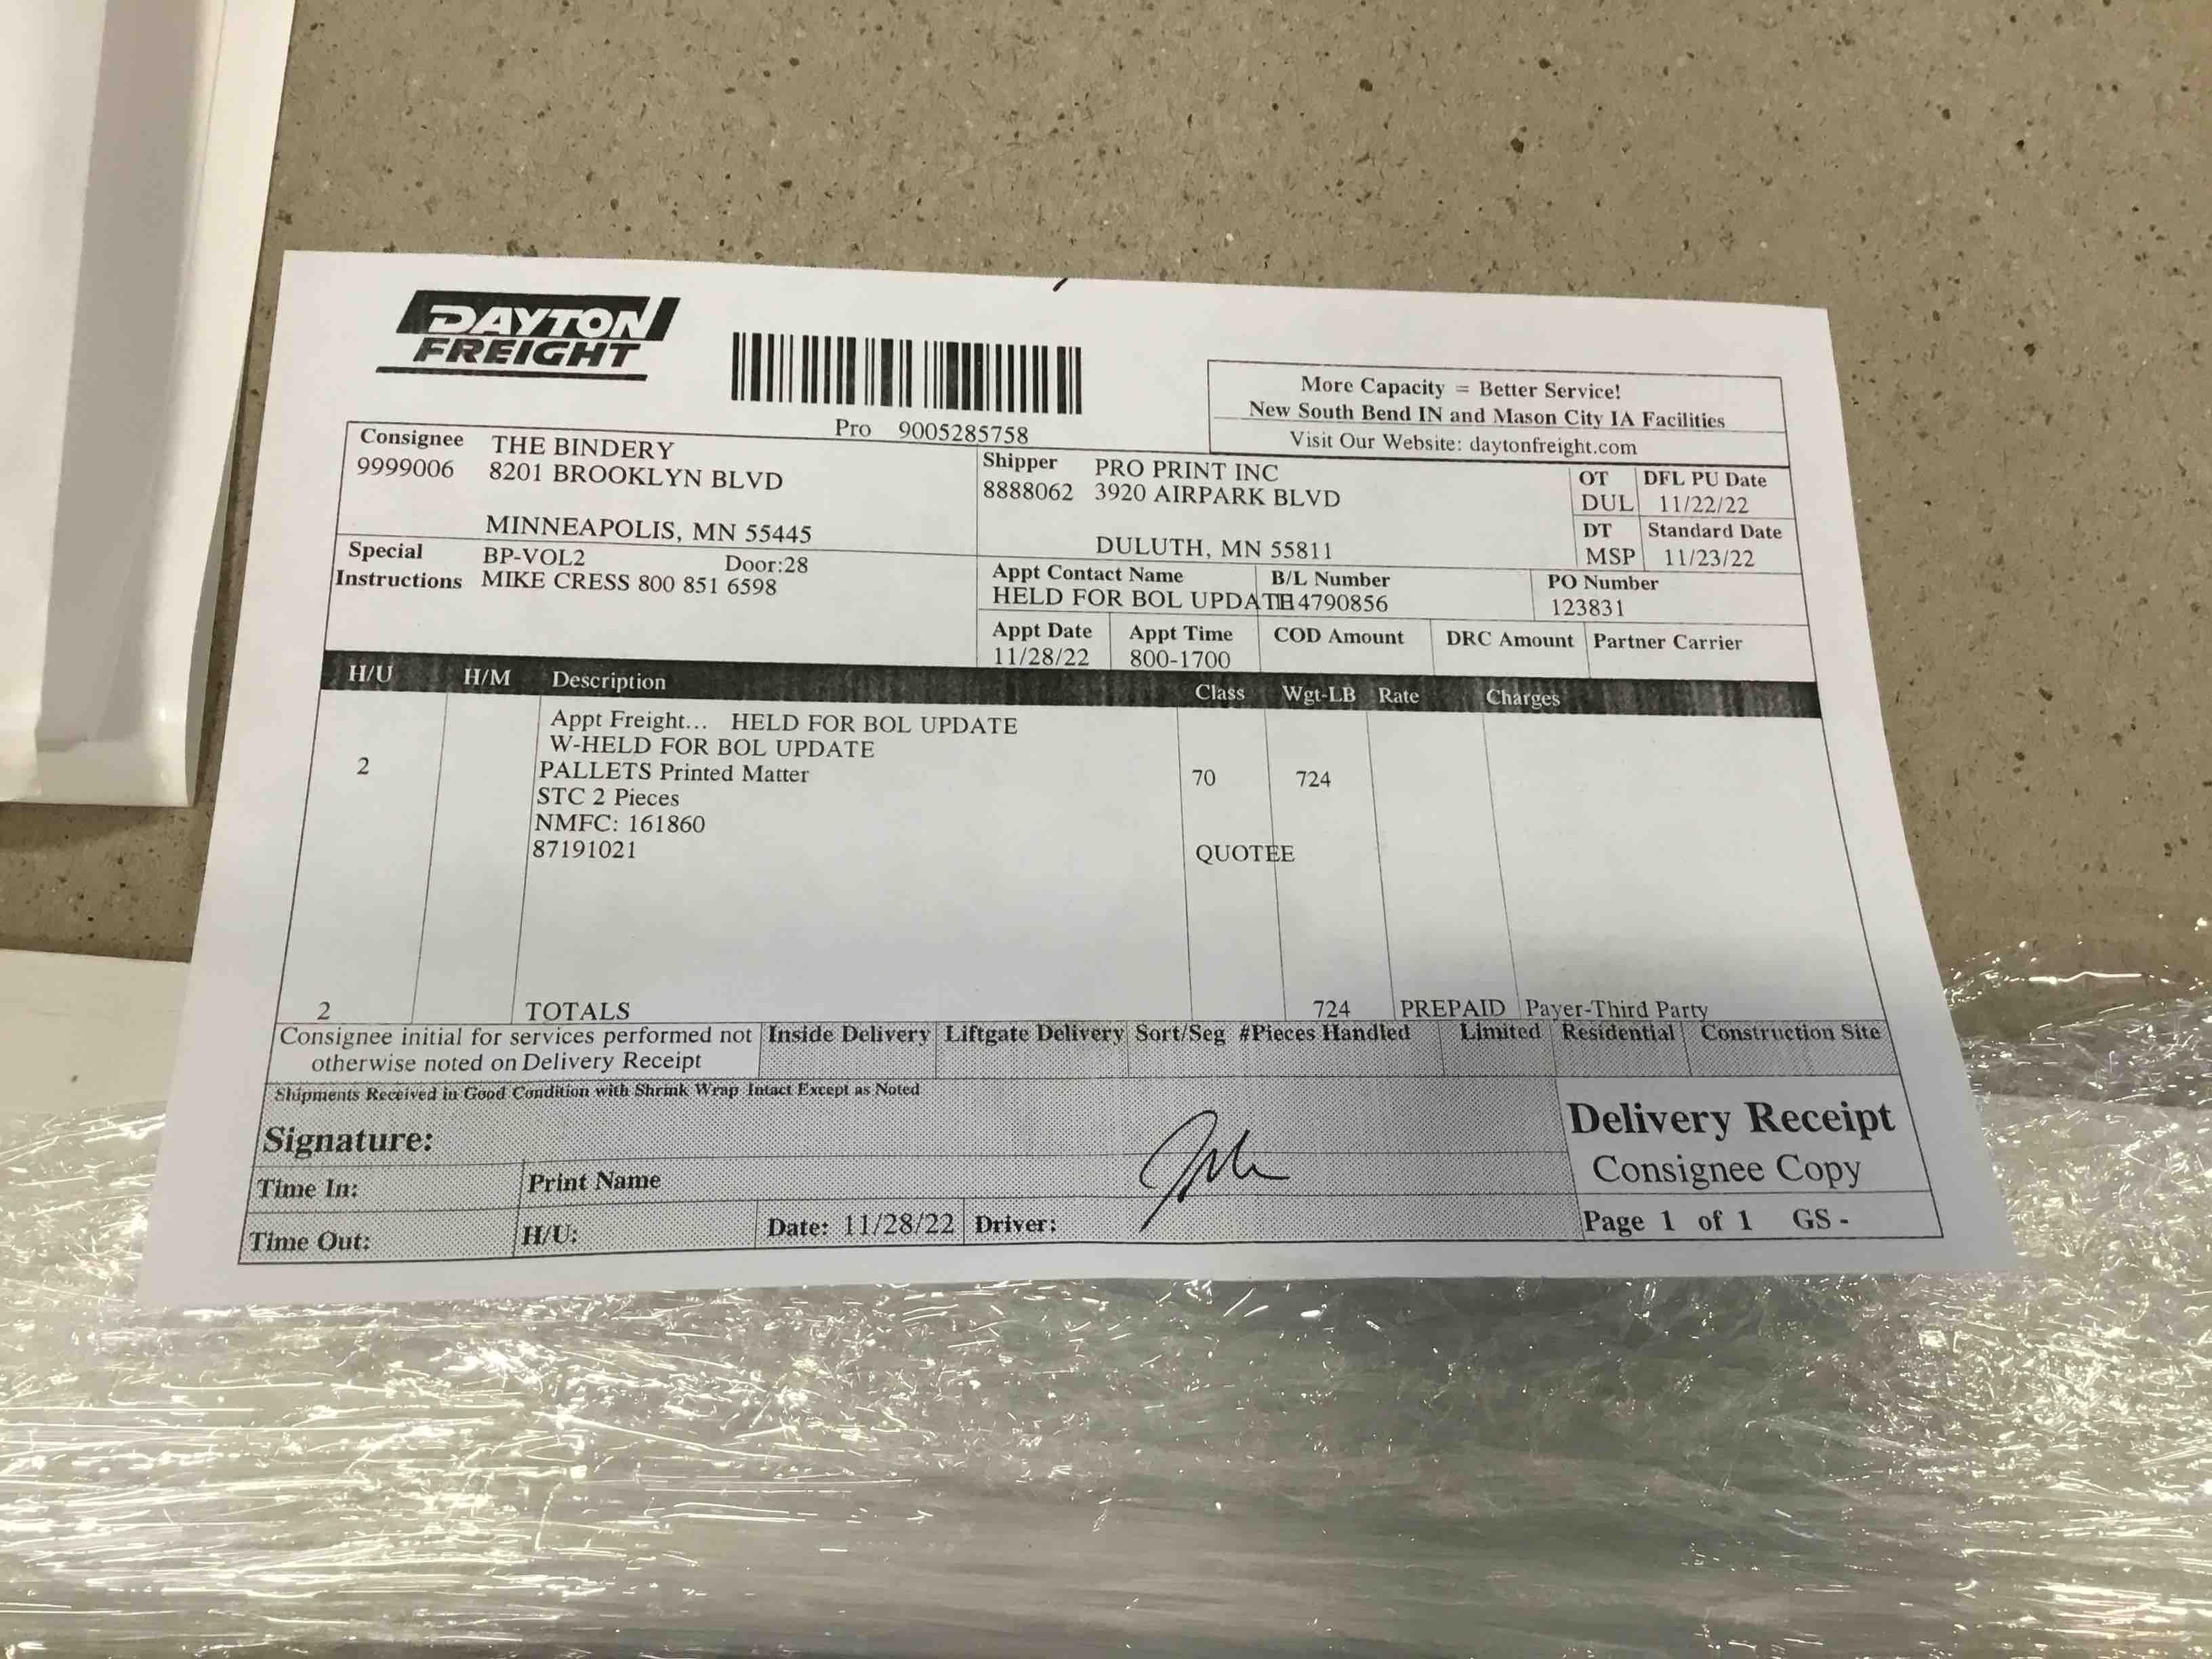 DAYTON
FREIGHT
More Capacity = Better Service!
New South Bend IN and Mason City IA Facilities
Visit Our Website: daytonfreight.com
Pro 9005285758
Consignee THE BINDERY
9999006 8201 BROOKLYN BLVD
MINNEAPOLIS, MN 55445
Shipper PRO PRINT INC
8888062 3920 AIRPARK BLVD
DULUTH, MN 55811
OT DFL PU Date
DUL 11/22/22
DT Standard Date
MSP 11/23/22
Special BP-VOL2 Door:28
Instructions MIKE CRESS 800 851 6598
Appt Contact Name B/L Number PO Number
HELD FOR BOL UPDATE 4790856 123831
Appt Date Appt Time COD Amount DRC Amount Partner Carrier
11/28/22 800-1700
H/U H/M Description Class Wgt-LB Rate Charges
Appt Freight... HELD FOR BOL UPDATE
W-HELD FOR BOL UPDATE
2 PALLETS Printed Matter 70 724
STC 2 Pieces
NMFC: 161860
87191021 QUOTEE
2 TOTALS 724 PREPAID Payer-Third Party
Consignee initial for services performed not
otherwise noted on Delivery Receipt
Inside Delivery Liftgate Delivery Sort/Seg #Pieces Handled Limited Residential Construction Site
Shipments Received in Good Condition with Shrink Wrap Intact Except as Noted
Signature:
Time In: Print Name
Time Out: H/U: Date: 11/28/22 Driver:
Delivery Receipt
Consignee Copy
Page 1 of 1 GS -